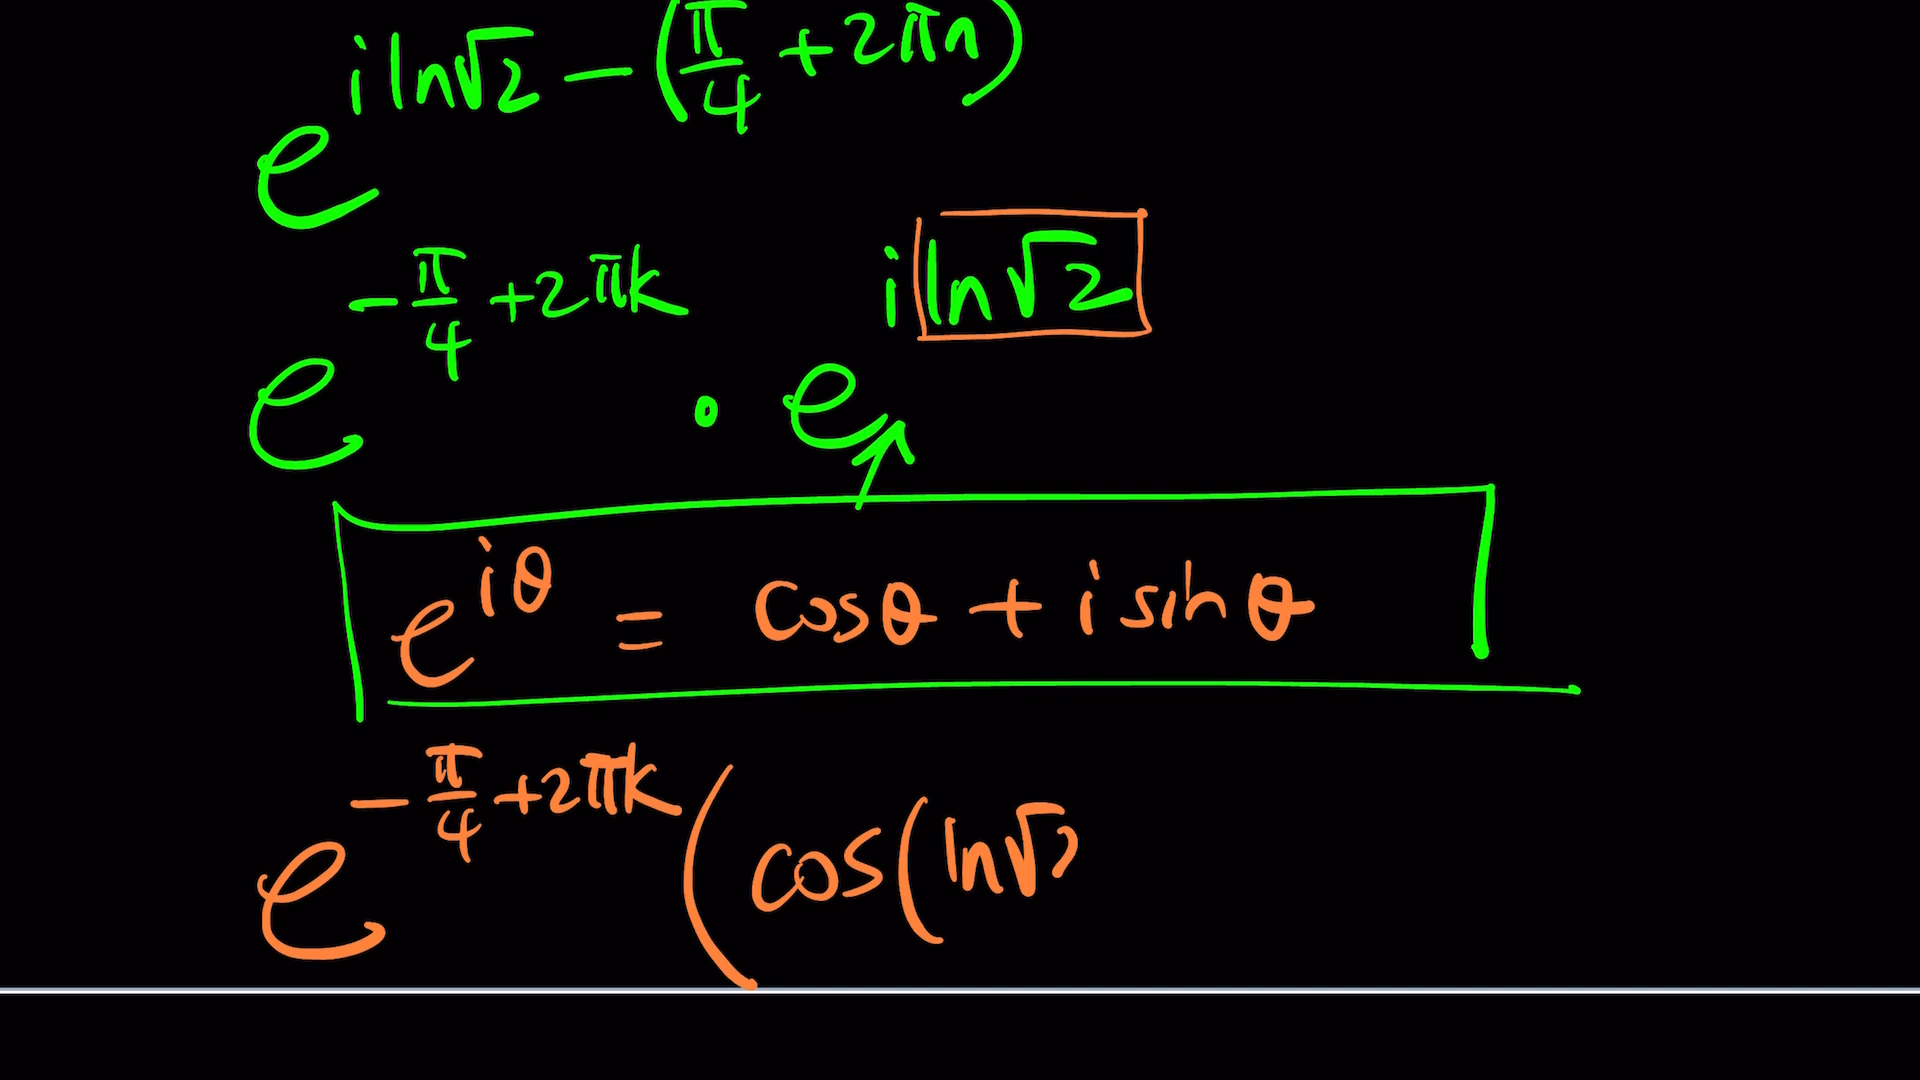 e^{i ln√2 - (π/4 + 2πn)}
e^{-π/4 + 2πk} · e^{i ln√2}
e^{iθ} = cosθ + i sinθ
e^{-π/4 + 2πk} (cos(ln√2